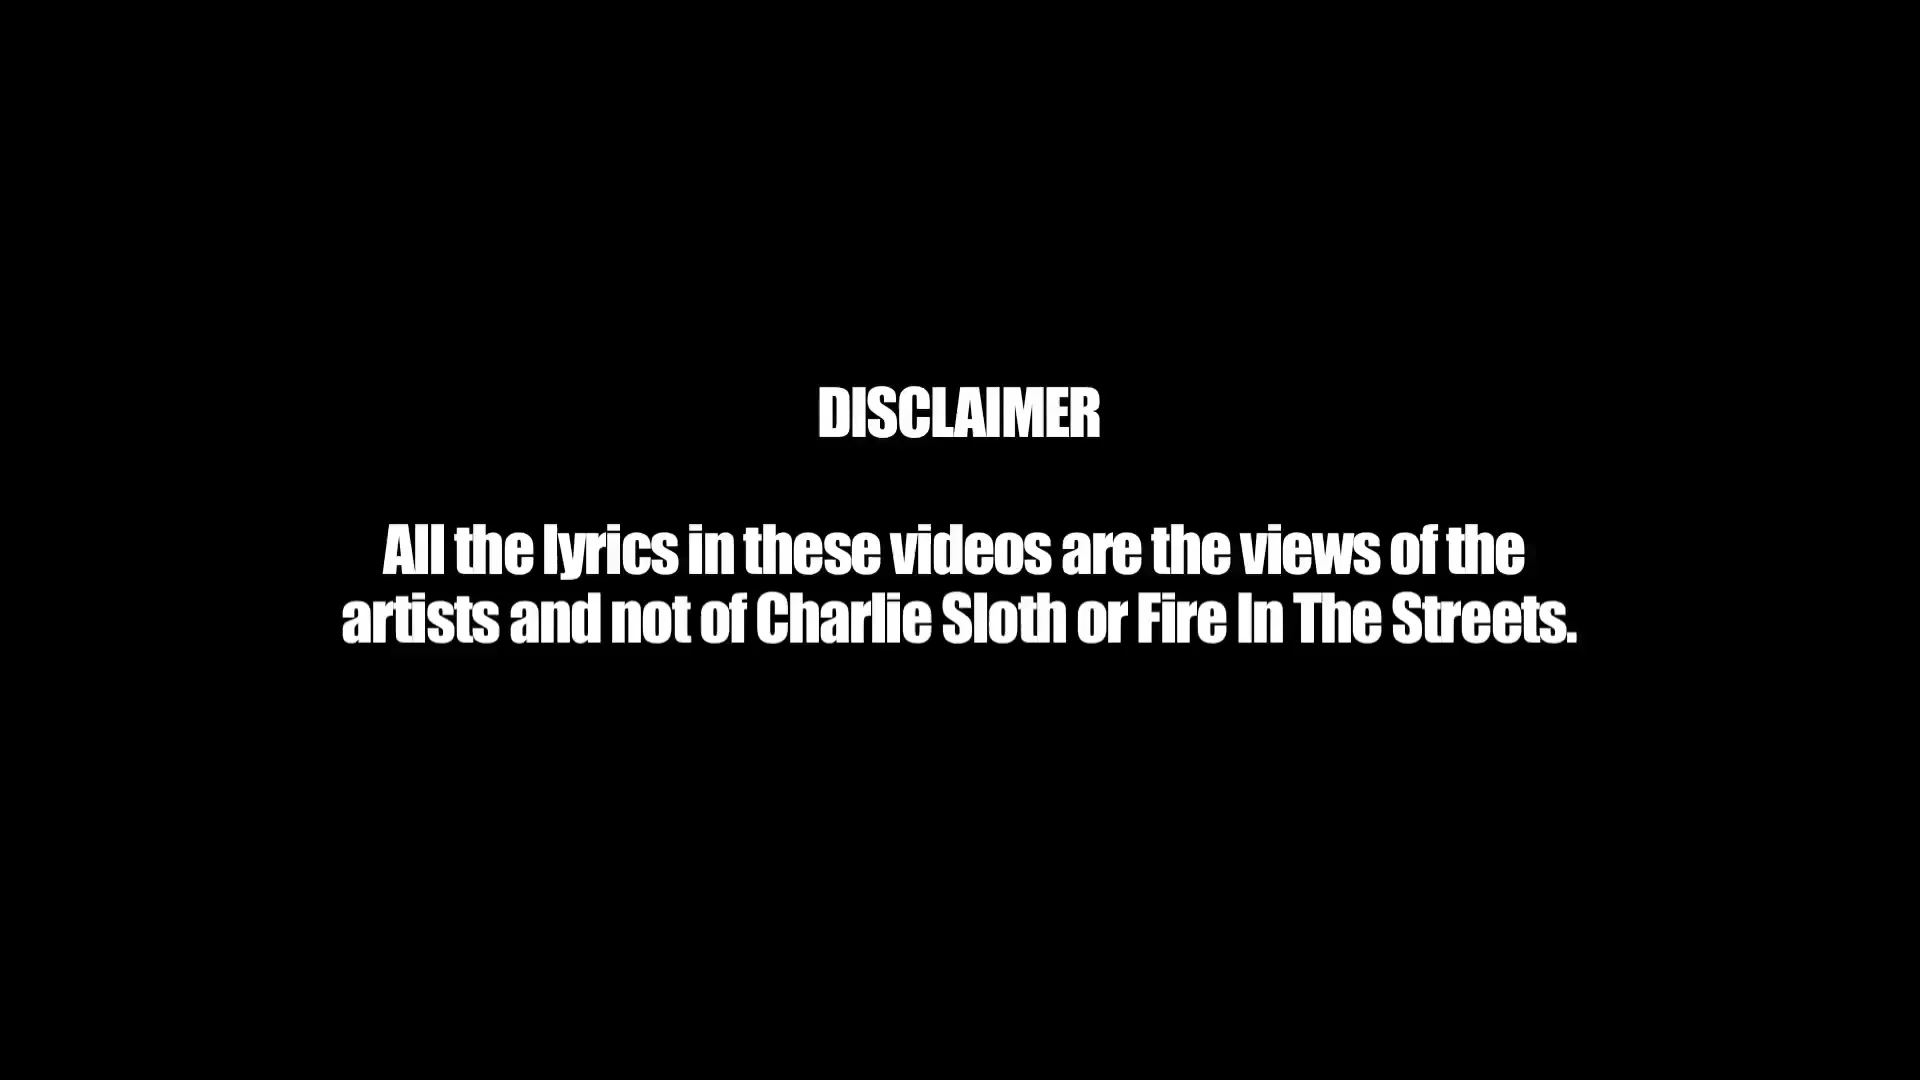 DISCLAIMER
All the lyrics in these videos are the views of the
artists and not of Charlie Sloth or Fire In The Streets.